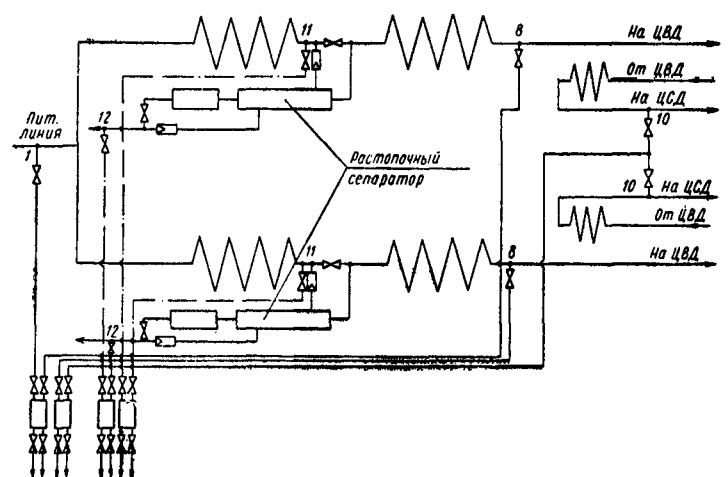 11
8
На ЦВД
От ЦВД
На ЦСД
10
Пит.
линия
1
12
Растопочный
сепаратор
10
На ЦСД
От ЦВД
11
8
На ЦВД
12